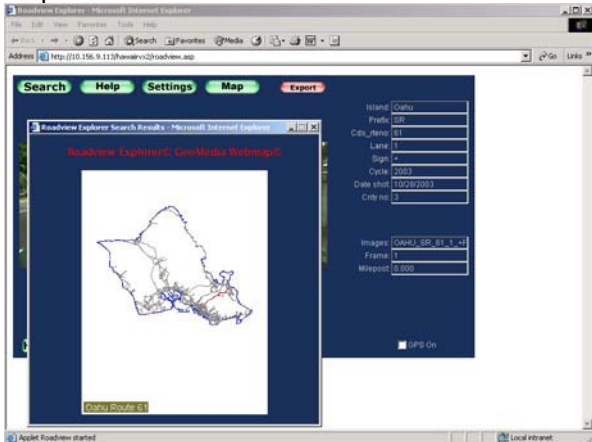 Roadview Explorer - Microsoft Internet Explorer
File Edit View Favorites Tools Help
Search Favorites Media
Address http://10.156.9.113/hawaiirvx2/roadview.asp Go Links »
Search Help Settings Map Export
Island: Oahu
Prefix: SR
Cds_rteno: 61
Lane: 1
Sign: +
Cycle: 2003
Date shot: 10/28/2003
Cnty no: 3
Roadview Explorer Search Results - Microsoft Internet Explorer
Roadview Explorer© GeoMedia Webmap©
Images: OAHU_SR_61_1_+
Frame: 1
Milepost: 0.000
GPS On
Oahu Route 61
Applet Roadview started
Local intranet